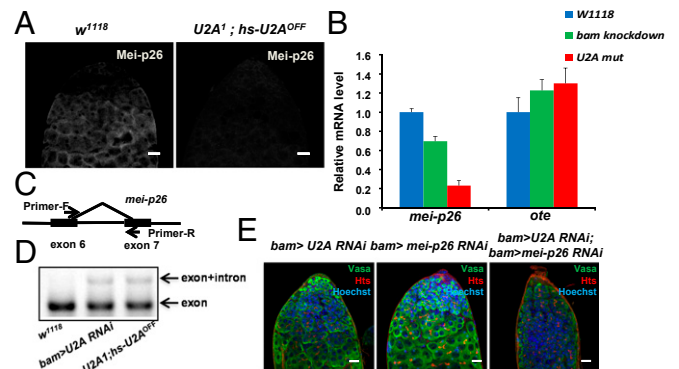 A
w1118
U2A1 ; hs-U2AOFF
Mei-p26
Mei-p26
B
W1118
bam knockdown
U2A mut
Relative mRNA level
1.6
1.4
1.2
1.0
0.8
0.6
0.4
0.2
0.0
mei-p26
ote
C
Primer-F
mei-p26
Primer-R
exon 6
exon 7
D
exon+intron
exon
w1118
bam>U2A RNAi
U2A1;hs-U2AOFF
E
bam> U2A RNAi
bam> mei-p26 RNAi
bam>U2A RNAi;
bam>mei-p26 RNAi
Vasa
Hts
Hoechst
Vasa
Hts
Hoechst
Vasa
Hts
Hoechst